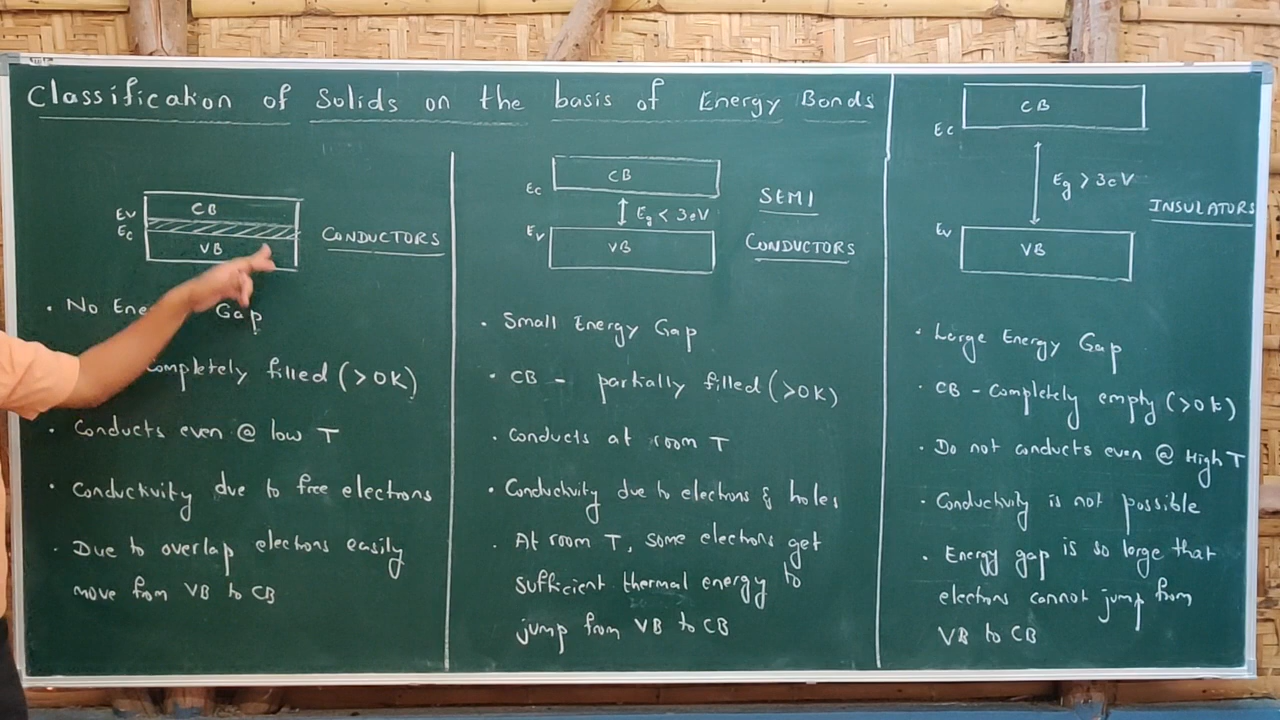 Classification of Solids on the basis of Energy Bonds
CB
Ev
Ec
VB
CONDUCTORS
. No Gap
completely filled (>0K)
. Conducts even @ low T
. Conductivity due to free electrons
. Due to overlap electrons easily
move from VB to CB
CB
Ec
Eg < 3eV
Ev
VB
SEMI
CONDUCTORS
. Small Energy Gap
. CB - partially filled (>0K)
. Conducts at room T
. Conductivity due to electrons & holes
. At room T, some electrons get
sufficient thermal energy to
jump from VB to CB
CB
Ec
Eg > 3eV
Ev
VB
INSULATORS
. Large Energy Gap
. CB - Completely empty (>0K)
. Do not conducts even @ High T
. Conductivity is not possible
. Energy gap is so large that
electrons cannot jump from
VB to CB